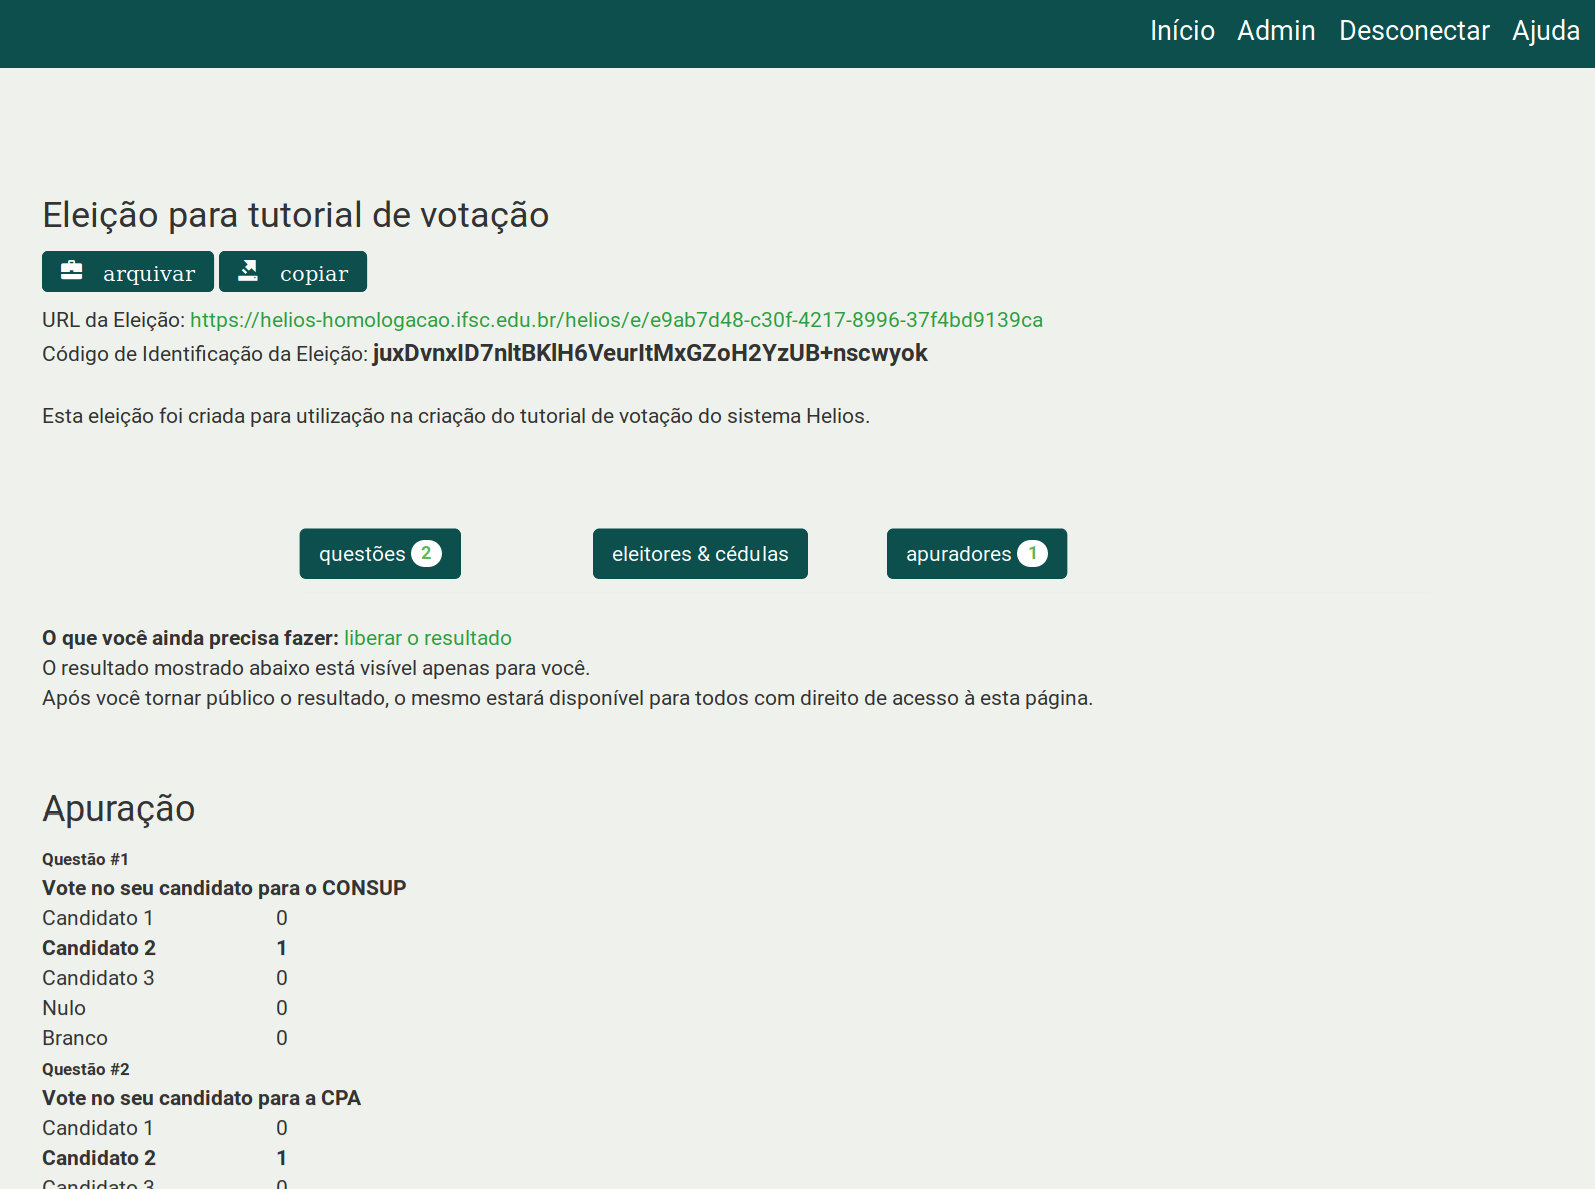 Início Admin Desconectar Ajuda
Eleição para tutorial de votação
arquivar copiar
URL da Eleição: https://helios-homologacao.ifsc.edu.br/helios/e/e9ab7d48-c30f-4217-8996-37f4bd9139ca
Código de Identificação da Eleição: juxDvnxID7nltBKlH6VeurItMxGZoH2YzUB+nscwyok
Esta eleição foi criada para utilização na criação do tutorial de votação do sistema Helios.
questões 2 eleitores & cédulas apuradores 1
O que você ainda precisa fazer: liberar o resultado
O resultado mostrado abaixo está visível apenas para você.
Após você tornar público o resultado, o mesmo estará disponível para todos com direito de acesso à esta página.
Apuração
Questão #1
Vote no seu candidato para o CONSUP
Candidato 1 0
Candidato 2 1
Candidato 3 0
Nulo 0
Branco 0
Questão #2
Vote no seu candidato para a CPA
Candidato 1 0
Candidato 2 1
Candidato 3 0